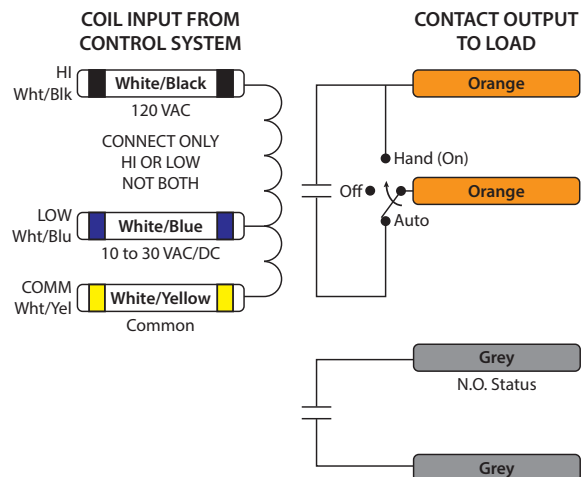 COIL INPUT FROM
CONTROL SYSTEM
HI
Wht/Blk
White/Black
120 VAC
CONNECT ONLY
HI OR LOW
NOT BOTH
LOW
Wht/Blu
White/Blue
10 to 30 VAC/DC
COMM
Wht/Yel
White/Yellow
Common
CONTACT OUTPUT
TO LOAD
Orange
Hand (On)
Off
Orange
Auto
Grey
N.O. Status
Grey